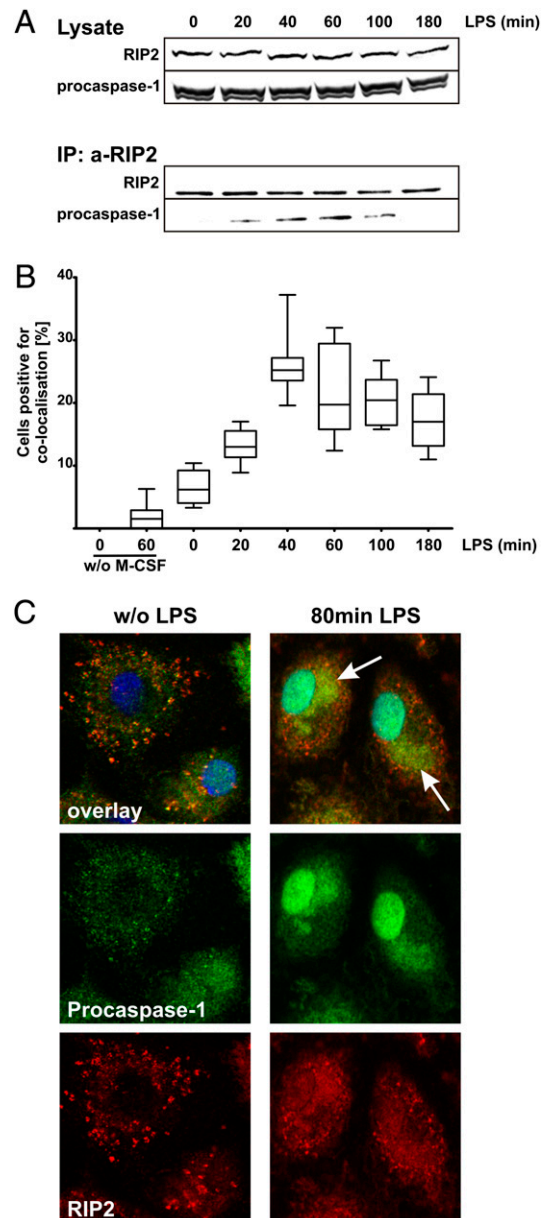 A
Lysate
0 20 40 60 100 180 LPS (min)
RIP2
procaspase-1
IP: a-RIP2
RIP2
procaspase-1
B
Cells positive for
co-localisation [%]
40
30
20
10
0 60 0 20 40 60 100 180 LPS (min)
w/o M-CSF
C
w/o LPS 80min LPS
overlay
Procaspase-1
RIP2